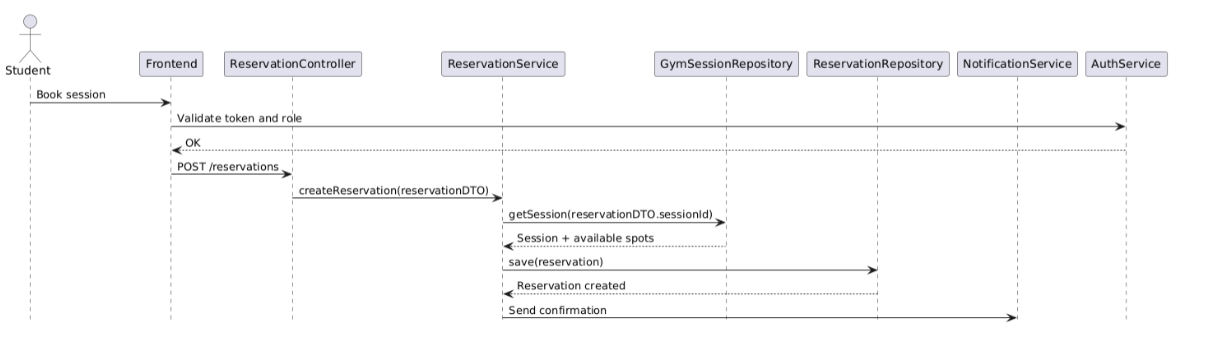 Student
Frontend
ReservationController
ReservationService
GymSessionRepository
ReservationRepository
NotificationService
AuthService
Book session
Validate token and role
OK
POST /reservations
createReservation(reservationDTO)
getSession(reservationDTO.sessionId)
Session + available spots
save(reservation)
Reservation created
Send confirmation